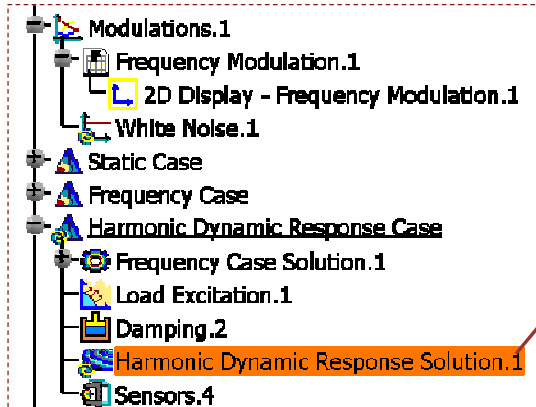 Modulations.1
Frequency Modulation.1
2D Display - Frequency Modulation.1
White Noise.1
Static Case
Frequency Case
Harmonic Dynamic Response Case
Frequency Case Solution.1
Load Excitation.1
Damping.2
Harmonic Dynamic Response Solution.1
Sensors.4